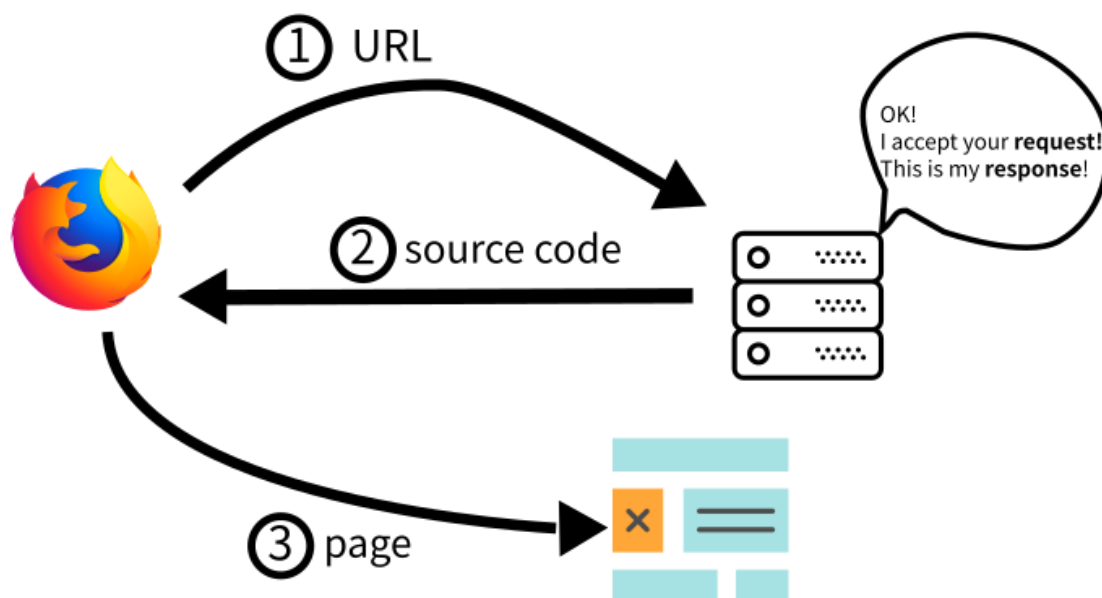 1 URL
OK!
I accept your request!
This is my response!
2 source code
3 page